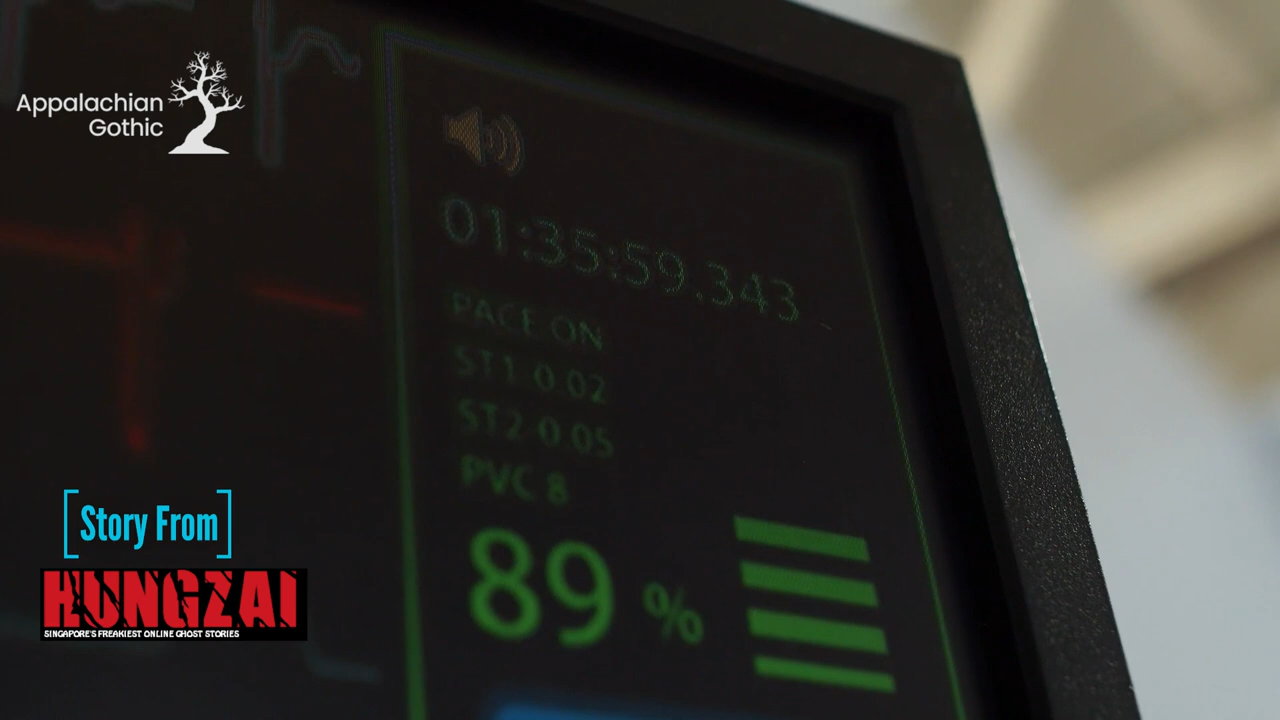 Appalachian
Gothic
01:35:59.343
PACE ON
ST1 0.02
ST2 0.05
PVC 8
89 %
[Story From]
HUNGZAI
SINGAPORE'S FREAKIEST ONLINE GHOST STORIES